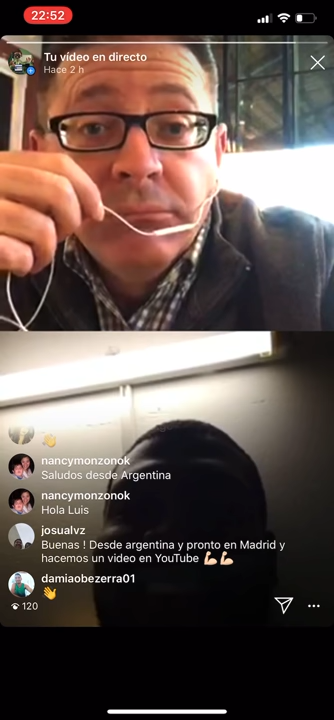 22:52
Tu vídeo en directo
Hace 2 h
nancymonzonok
Saludos desde Argentina
nancymonzonok
Hola Luis
josualvz
Buenas ! Desde argentina y pronto en Madrid y
hacemos un video en YouTube 💪🏻💪🏻
damiaobezerra01
👋
120